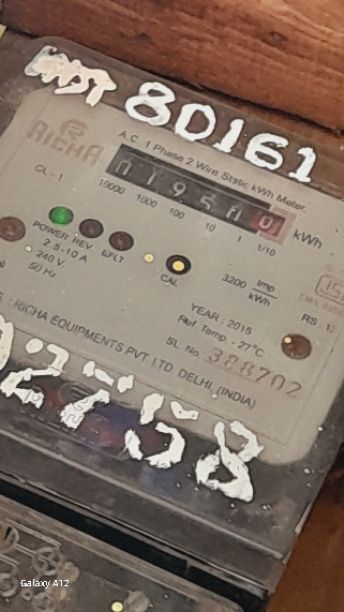 80161
RICHA
A.C. 1 Phase 2 Wire Static kWh Meter
CL - 1
kWh
10000 1000 100 10 1 1/10
POWER REV E/FLT
2.5-10 A
240 V.
50 Hz
CAL
3200 imp/kWh
YEARː 2015
Ref. Temp -27°C
SL. No 388702
RICHA EQUIPMENTS PVT. LTD DELHI, (INDIA)
Galaxy A12